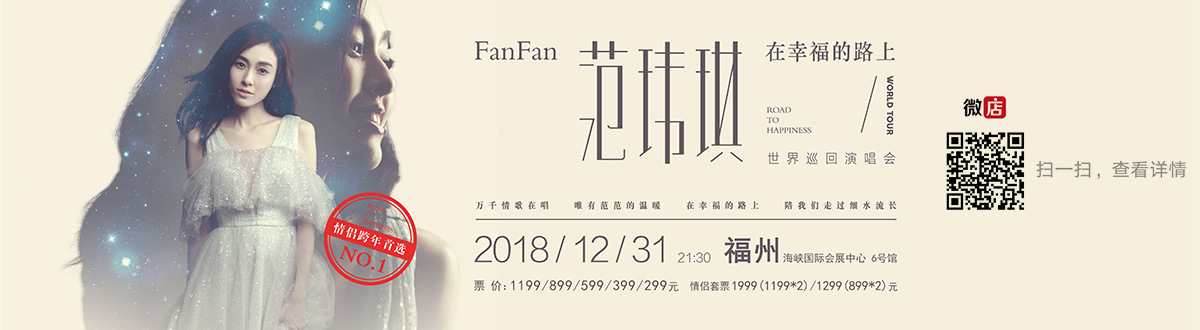 FanFan
范玮琪
在幸福的路上
ROAD
TO
HAPPINESS
WORLD TOUR
世界巡回演唱会
万千情歌在唱 唯有范范的温暖 在幸福的路上 陪我们走过细水流长
2018/12/31 21:30 福州 海峡国际会展中心 6号馆
票 价:1199/899/599/399/299元 情侣套票1999(1199*2)/1299(899*2)元
情侣跨年首选
NO.1
微店
扫一扫，查看详情